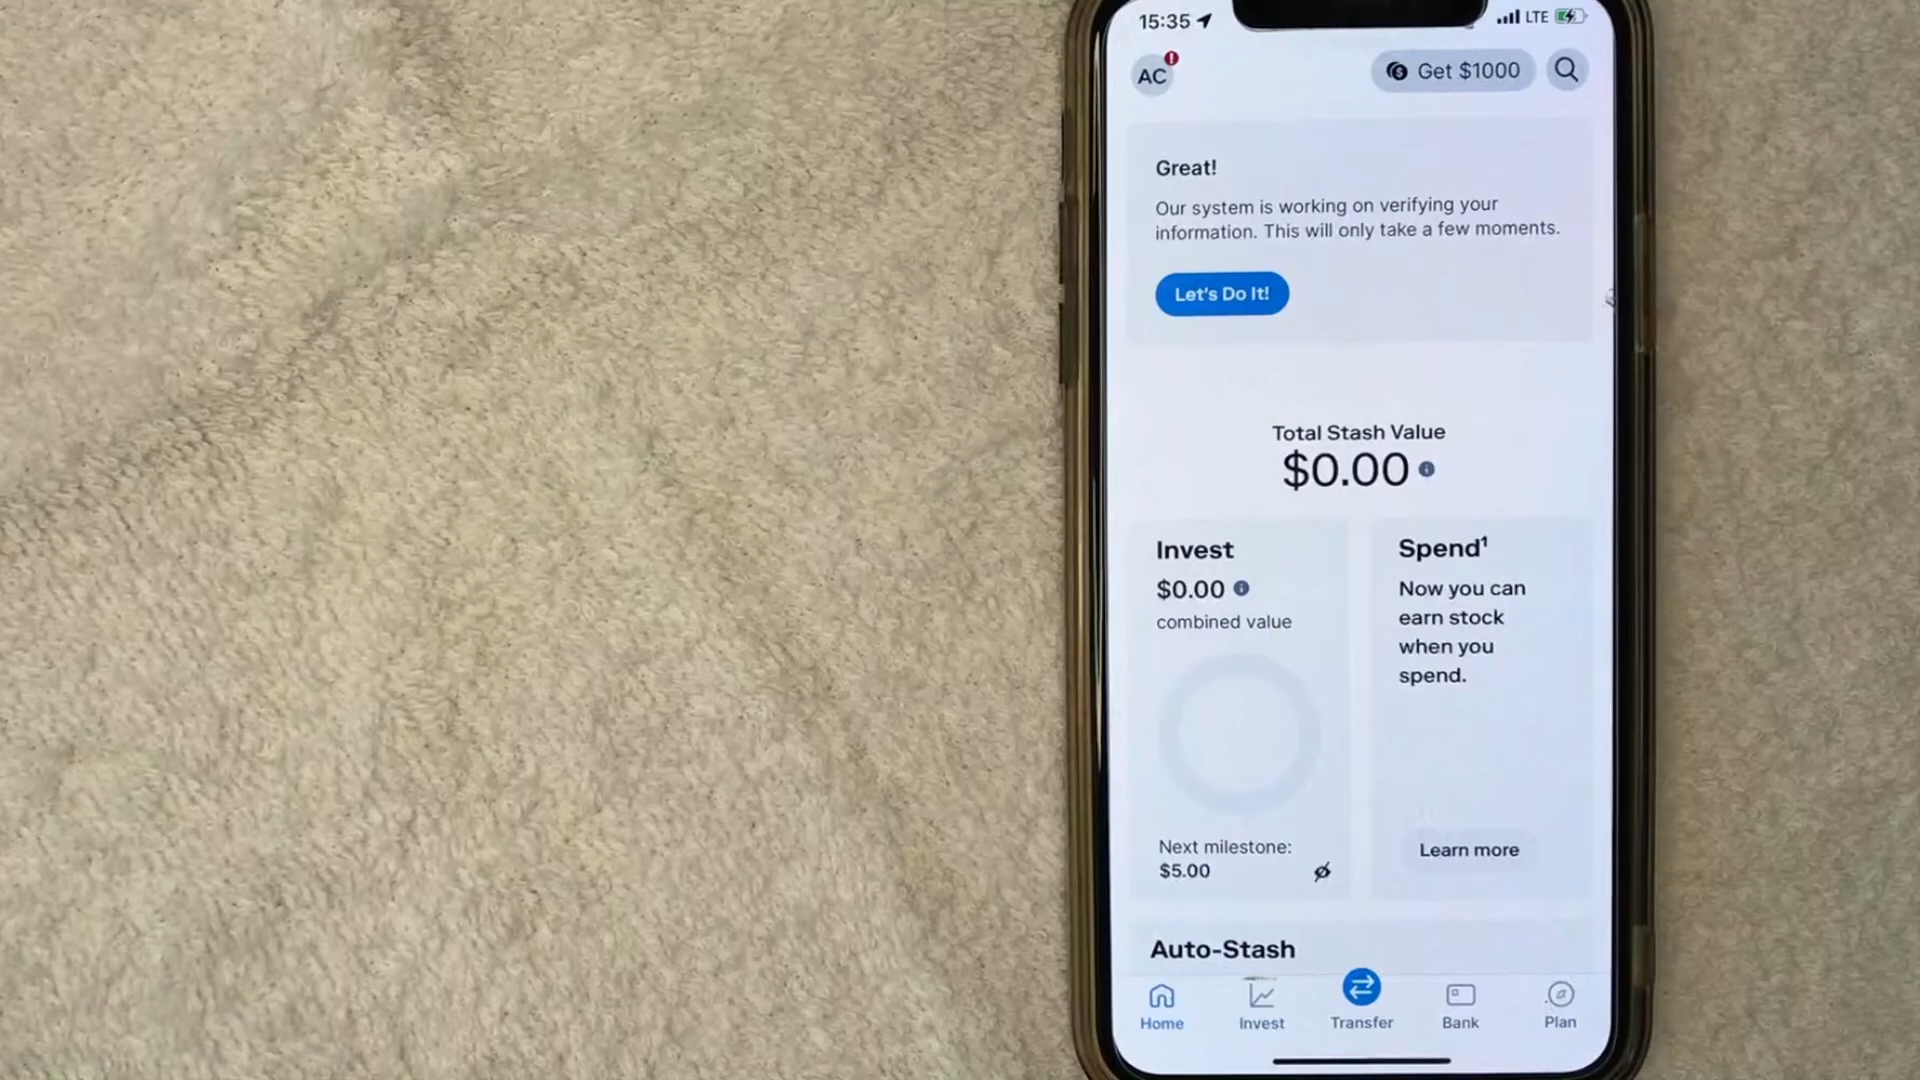 15:35
LTE
AC
!
Get $1000
Great!
Our system is working on verifying your
information. This will only take a few moments.
Let's Do It!
Total Stash Value
$0.00
Invest
$0.00
combined value
Next milestone:
$5.00
Spend¹
Now you can
earn stock
when you
spend.
Learn more
Auto-Stash
Home
Invest
Transfer
Bank
Plan